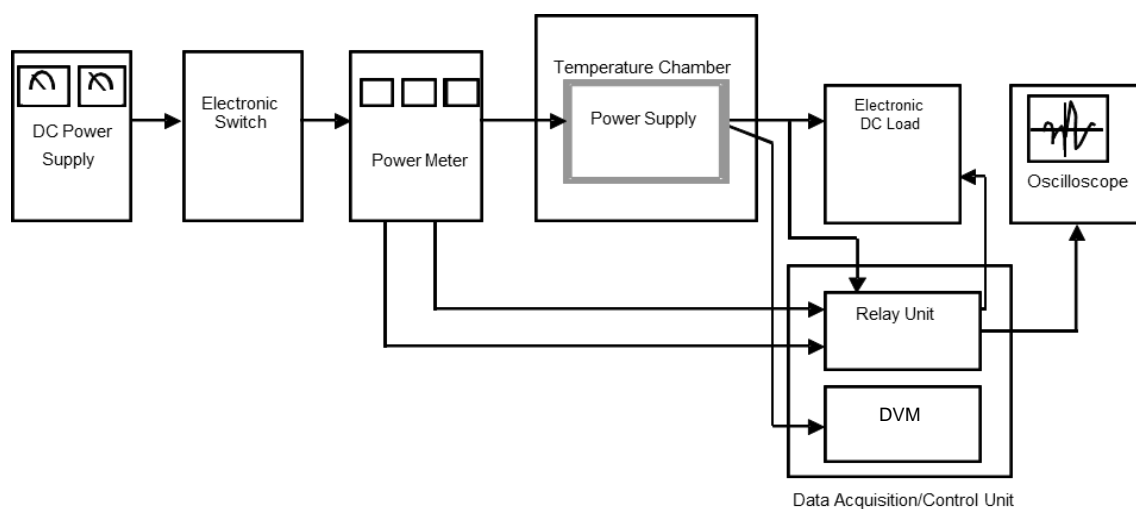 DC Power
Supply
Electronic
Switch
Power Meter
Temperature Chamber
Power Supply
Electronic
DC Load
Oscilloscope
Relay Unit
DVM
Data Acquisition/Control Unit